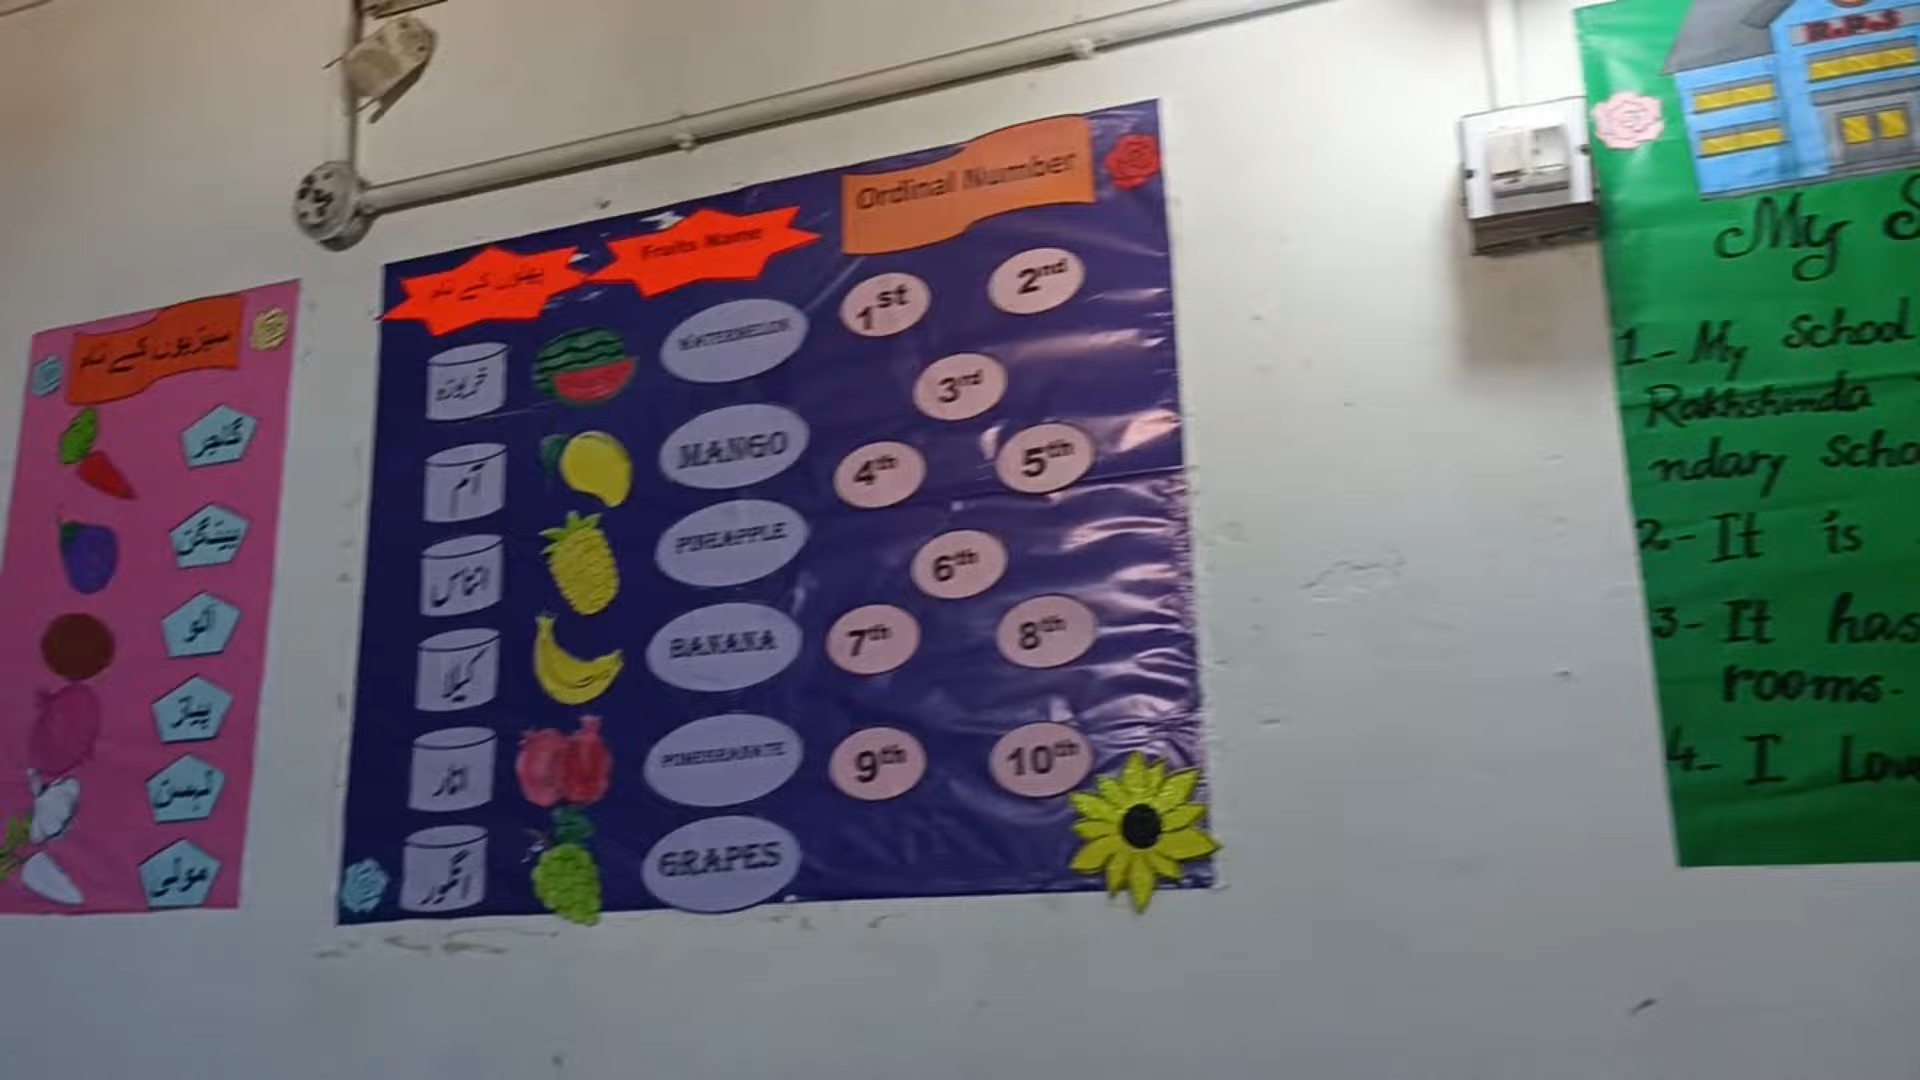 سبزیوں کے نام
گاجر
بینگن
آلو
پیاز
لہسن
مولی
پھلوں کے نام
Fruits Name
Ordinal Number
خربوزہ
WATERMELON
آم
MANGO
انناس
PINEAPPLE
کیلا
BANANA
انار
POMEGRANATE
انگور
GRAPES
1st
2nd
3rd
4th
5th
6th
7th
8th
9th
10th
My S
1- My School
Rakhshinda
ndary Scho
2- It is
3- It has
rooms.
4- I Lov